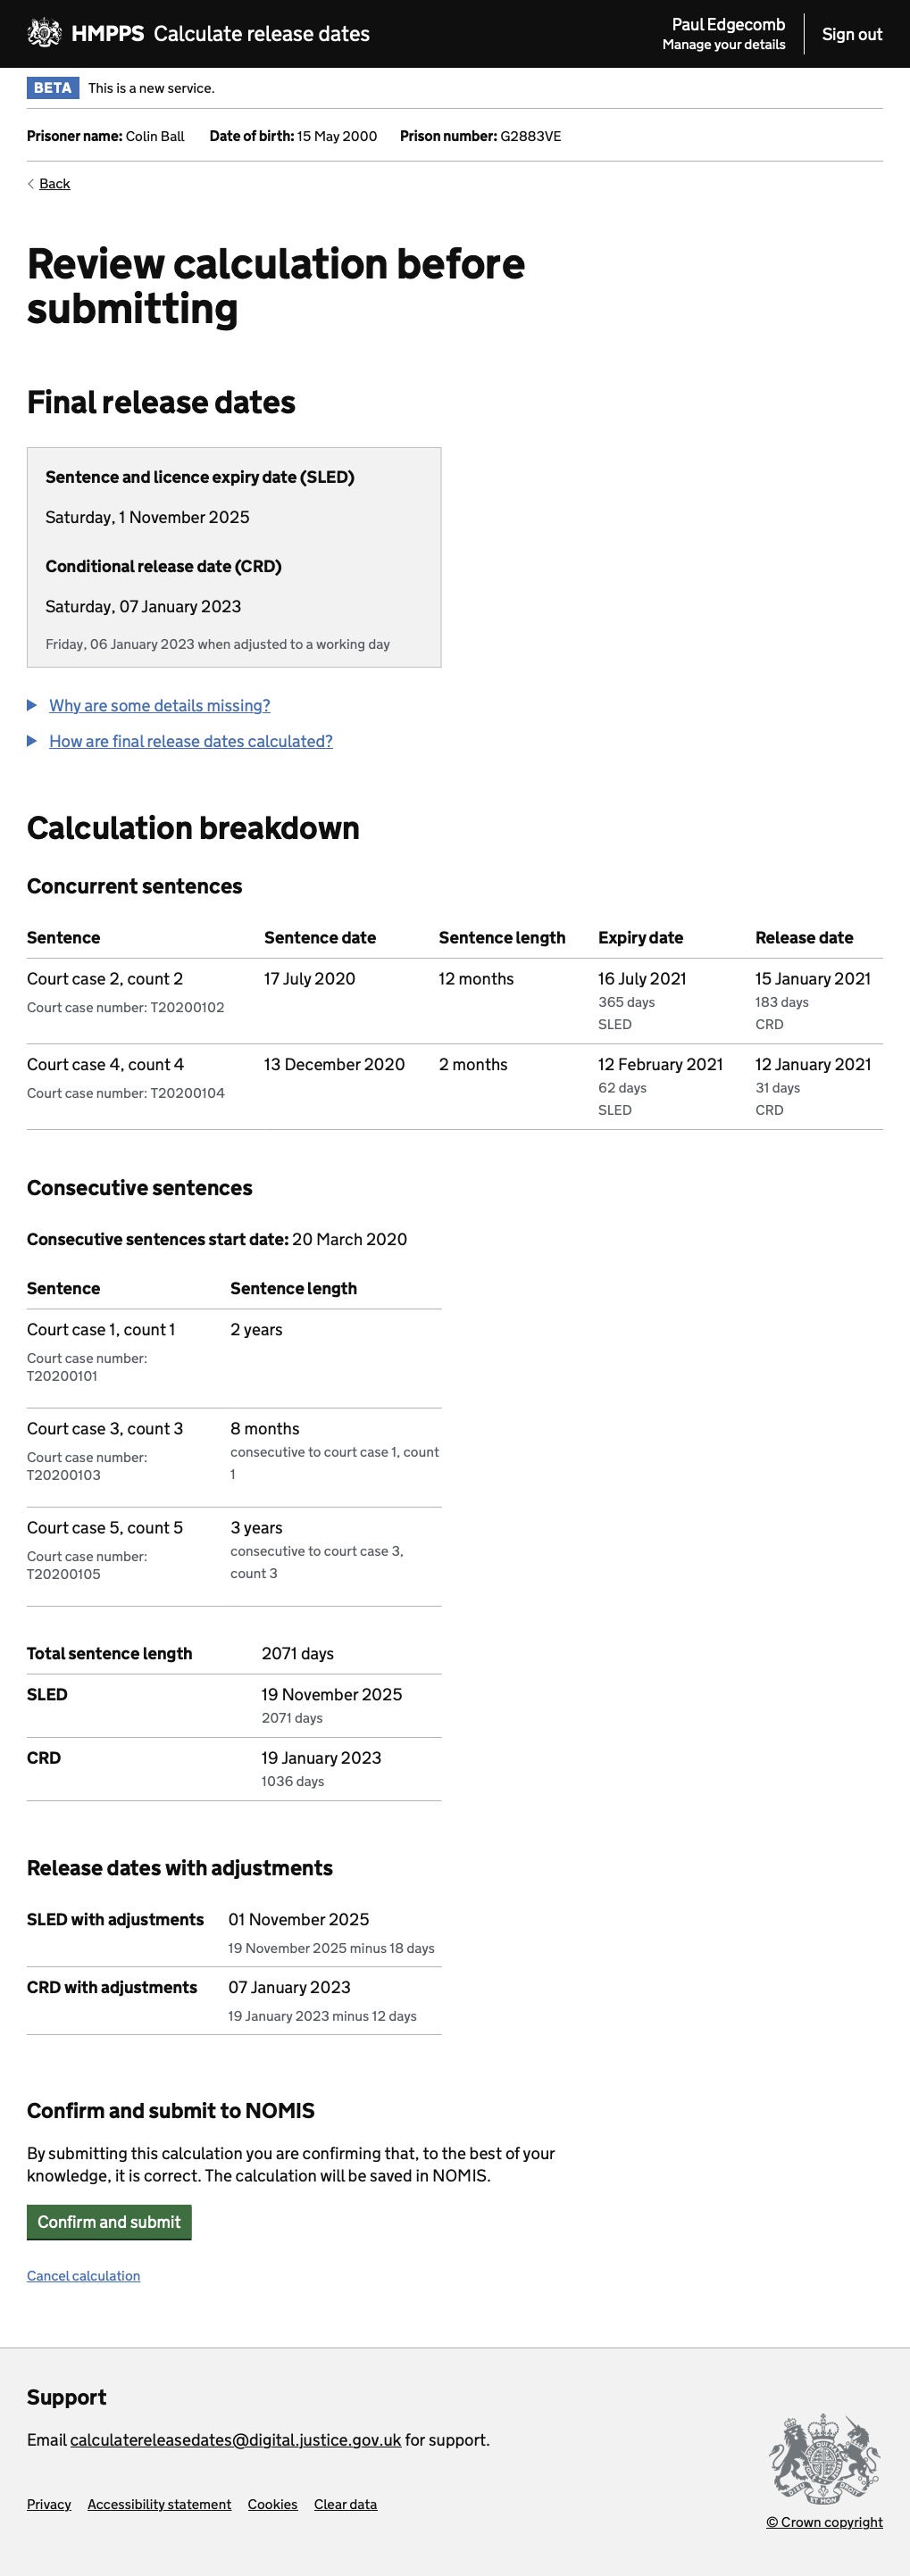 HMPPS Calculate release dates
Paul Edgecomb
Manage your details
Sign out
BETA This is a new service.
Prisoner name: Colin Ball Date of birth: 15 May 2000 Prison number: G2883VE
Back
Review calculation before
submitting
Final release dates
Sentence and licence expiry date (SLED)
Saturday, 1 November 2025
Conditional release date (CRD)
Saturday, 07 January 2023
Friday, 06 January 2023 when adjusted to a working day
Why are some details missing?
How are final release dates calculated?
Calculation breakdown
Concurrent sentences
Sentence Sentence date Sentence length Expiry date Release date
Court case 2, count 2 17 July 2020 12 months 16 July 2021 15 January 2021
Court case number: T20200102 365 days 183 days
SLED CRD
Court case 4, count 4 13 December 2020 2 months 12 February 2021 12 January 2021
Court case number: T20200104 62 days 31 days
SLED CRD
Consecutive sentences
Consecutive sentences start date: 20 March 2020
Sentence Sentence length
Court case 1, count 1 2 years
Court case number:
T20200101
Court case 3, count 3 8 months
Court case number: consecutive to court case 1, count
T20200103 1
Court case 5, count 5 3 years
Court case number: consecutive to court case 3,
T20200105 count 3
Total sentence length 2071 days
SLED 19 November 2025
2071 days
CRD 19 January 2023
1036 days
Release dates with adjustments
SLED with adjustments 01 November 2025
19 November 2025 minus 18 days
CRD with adjustments 07 January 2023
19 January 2023 minus 12 days
Confirm and submit to NOMIS
By submitting this calculation you are confirming that, to the best of your
knowledge, it is correct. The calculation will be saved in NOMIS.
Confirm and submit
Cancel calculation
Support
Email calculatereleasedates@digital.justice.gov.uk for support.
Privacy Accessibility statement Cookies Clear data
© Crown copyright